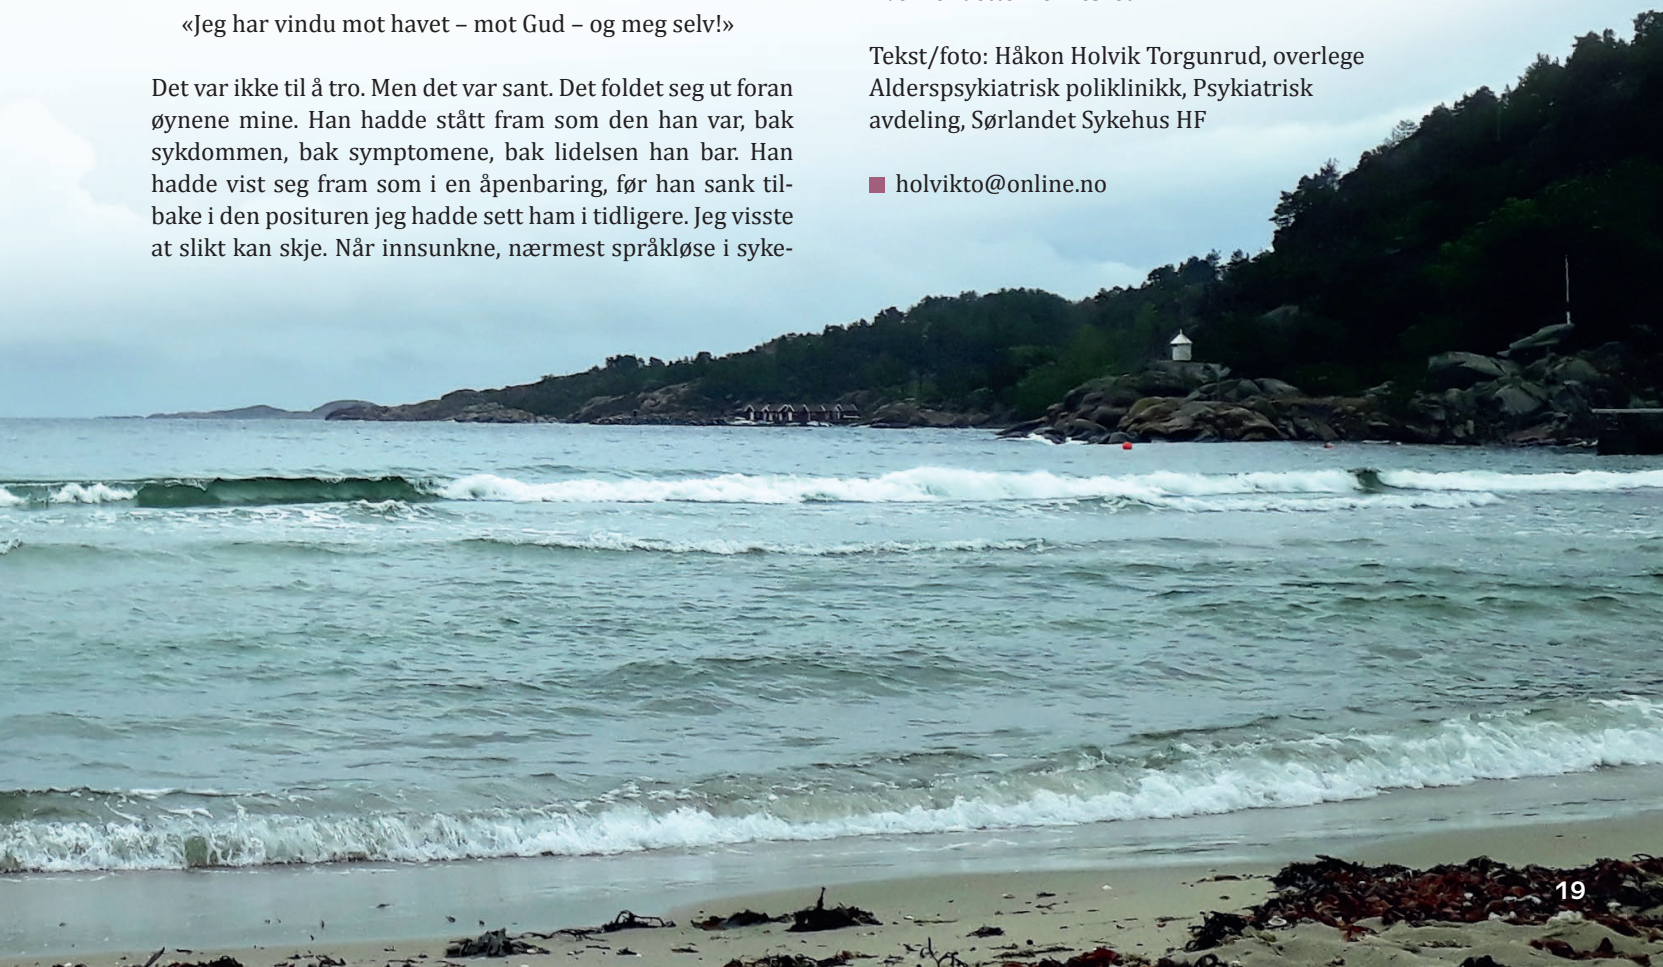 «Jeg har vindu mot havet – mot Gud – og meg selv!»
Det var ikke til å tro. Men det var sant. Det foldet seg ut foran
øynene mine. Han hadde stått fram som den han var, bak
sykdommen, bak symptomene, bak lidelsen han bar. Han
hadde vist seg fram som i en åpenbaring, før han sank til-
bake i den posituren jeg hadde sett ham i tidligere. Jeg visste
at slikt kan skje. Når innsunkne, nærmest språkløse i syke-
Tekst/foto: Håkon Holvik Torgunrud, overlege
Alderspsykiatrisk poliklinikk, Psykiatrisk
avdeling, Sørlandet Sykehus HF
holvikto@online.no
19